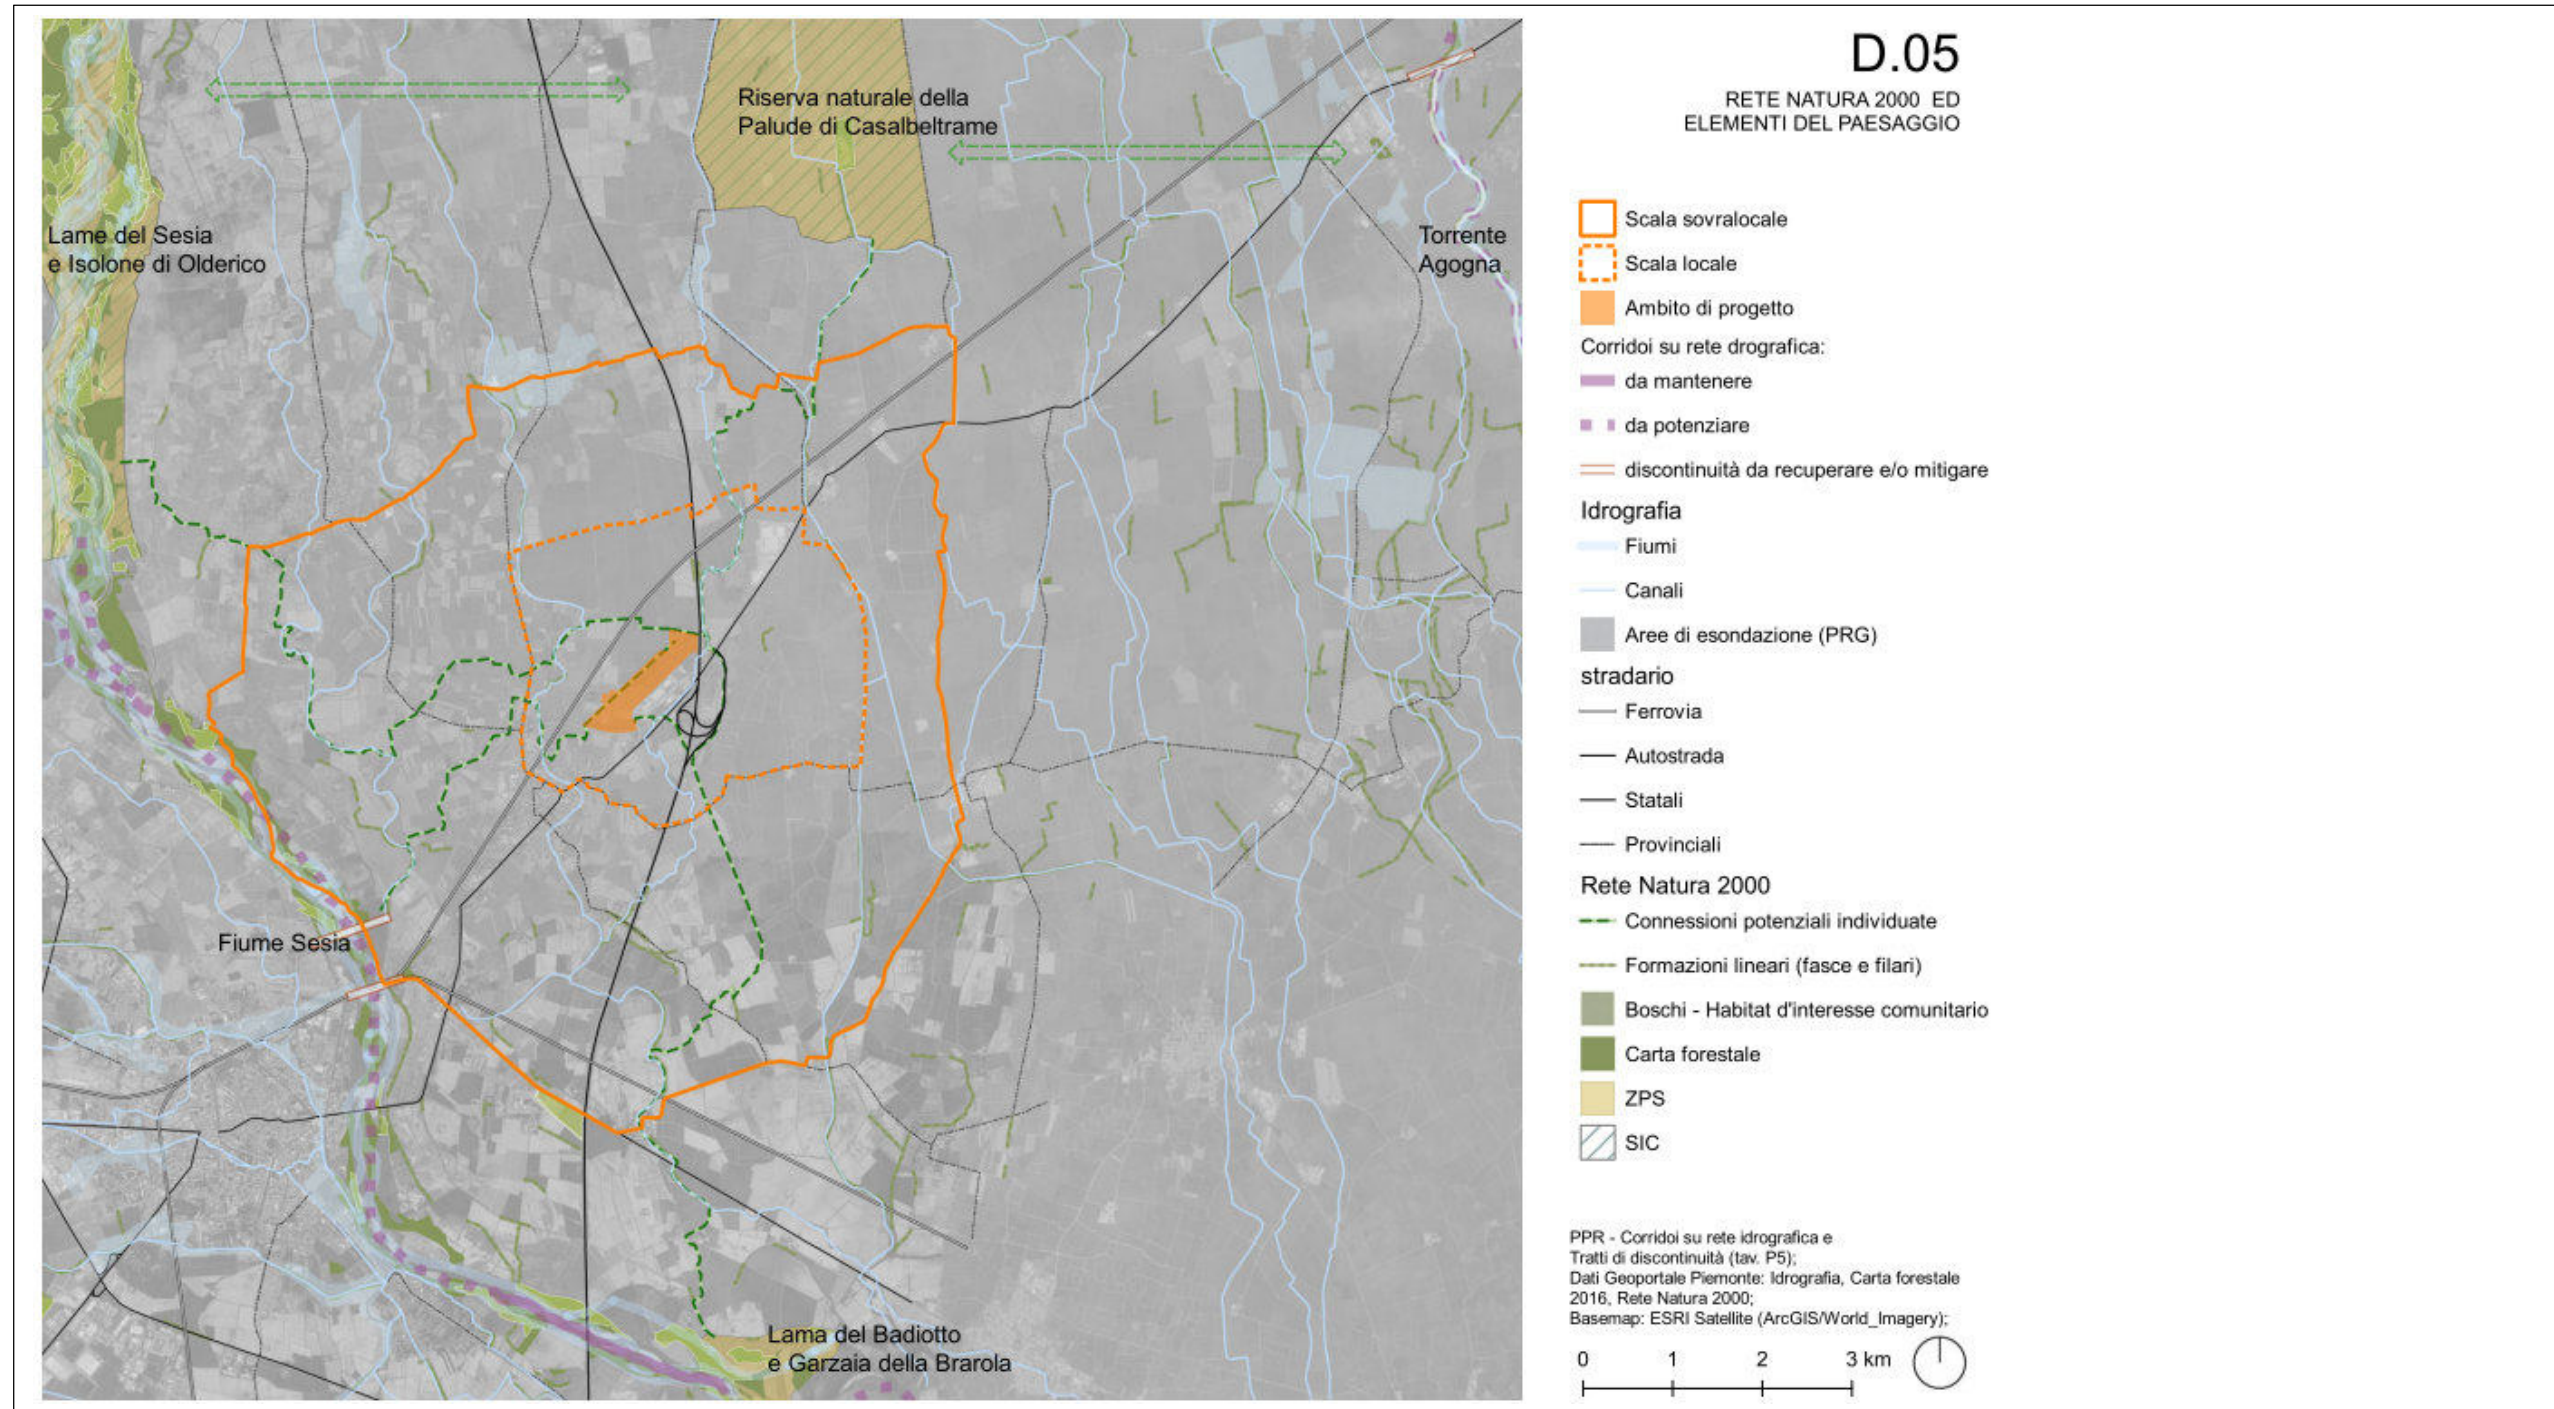 Riserva naturale della
Palude di Casalbeltrame
Lame del Sesia
e Isolone di Olderico
Torrente
Agogna
Fiume Sesia
Lama del Badiotto
e Garzaia della Brarola
D.05
RETE NATURA 2000 ED
ELEMENTI DEL PAESAGGIO
Scala sovralocale
Scala locale
Ambito di progetto
Corridoi su rete drografica:
da mantenere
da potenziare
discontinuità da recuperare e/o mitigare
Idrografia
Fiumi
Canali
Aree di esondazione (PRG)
stradario
Ferrovia
Autostrada
Statali
Provinciali
Rete Natura 2000
Connessioni potenziali individuate
Formazioni lineari (fasce e filari)
Boschi - Habitat d'interesse comunitario
Carta forestale
ZPS
SIC
PPR - Corridoi su rete idrografica e
Tratti di discontinuità (tav. P5);
Dati Geoportale Piemonte: Idrografia, Carta forestale
2016, Rete Natura 2000;
Basemap: ESRI Satellite (ArcGIS/World_Imagery);
0 1 2 3 km